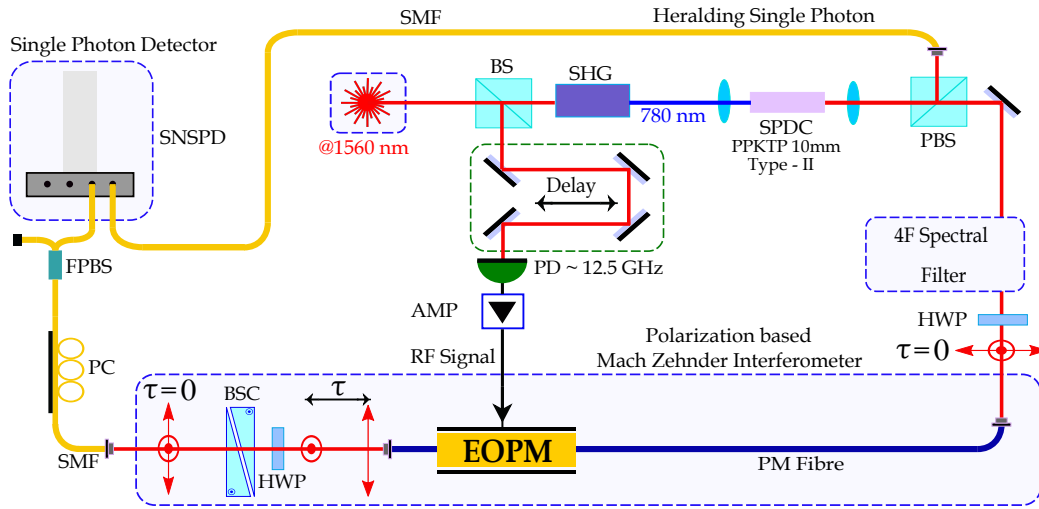 SMF
Heralding Single Photon
Single Photon Detector
SNSPD
BS
SHG
@1560 nm
780 nm
SPDC
PPKTP 10mm
Type - II
PBS
Delay
4F Spectral
Filter
FPBS
PD ~ 12.5 GHz
AMP
HWP
RF Signal
Polarization based
Mach Zehnder Interferometer
τ=0
PC
τ=0
BSC
τ
EOPM
HWP
SMF
PM Fibre